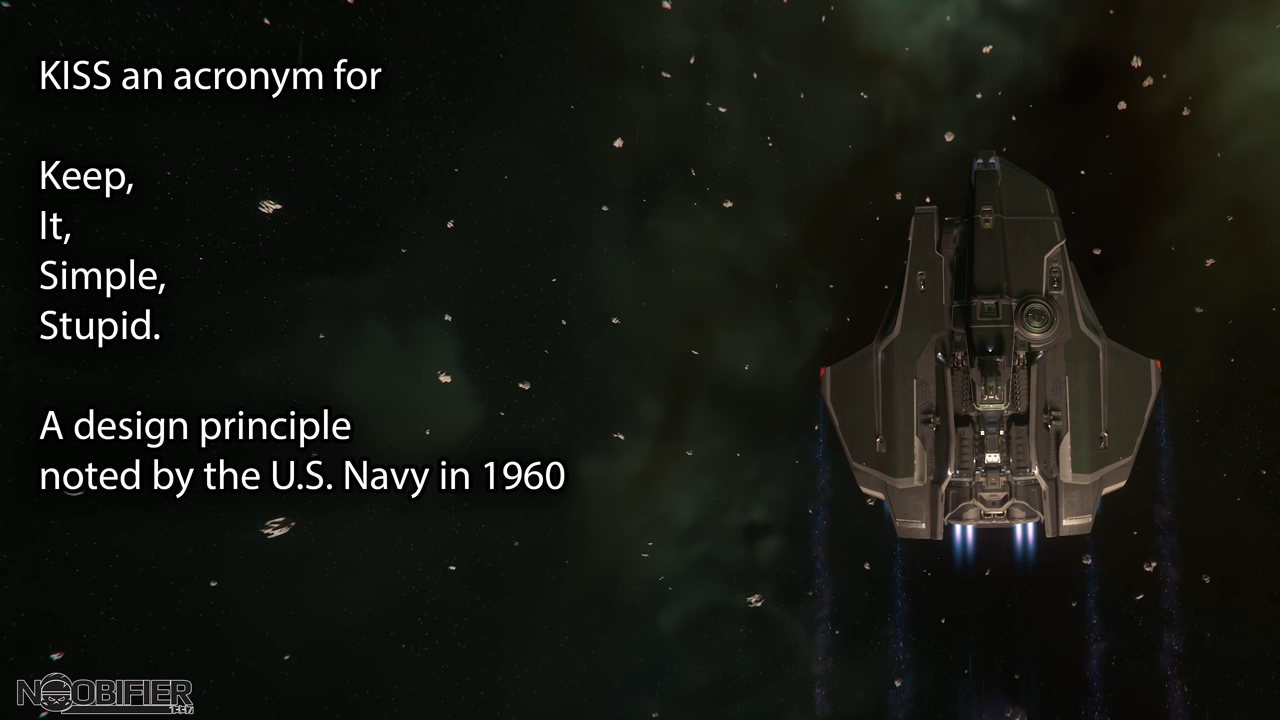 KISS an acronym for
Keep,
It,
Simple,
Stupid.
A design principle
noted by the U.S. Navy in 1960
NOOBIFIER